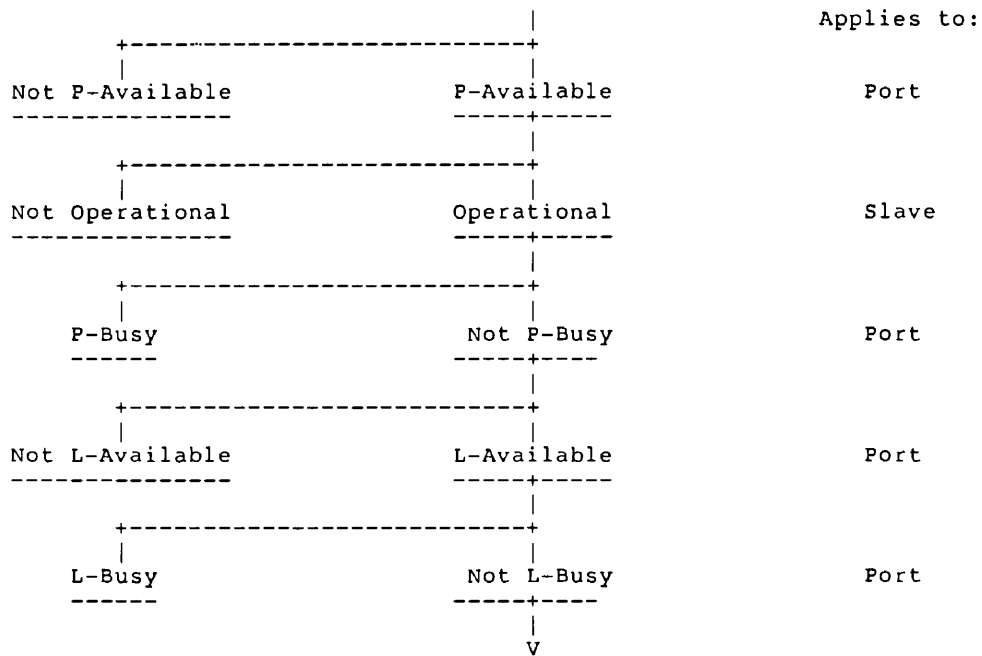 Applies to:
Not P-Available P-Available Port
Not Operational Operational Slave
P-Busy Not P-Busy Port
Not L-Available L-Available Port
L-Busy Not L-Busy Port
V